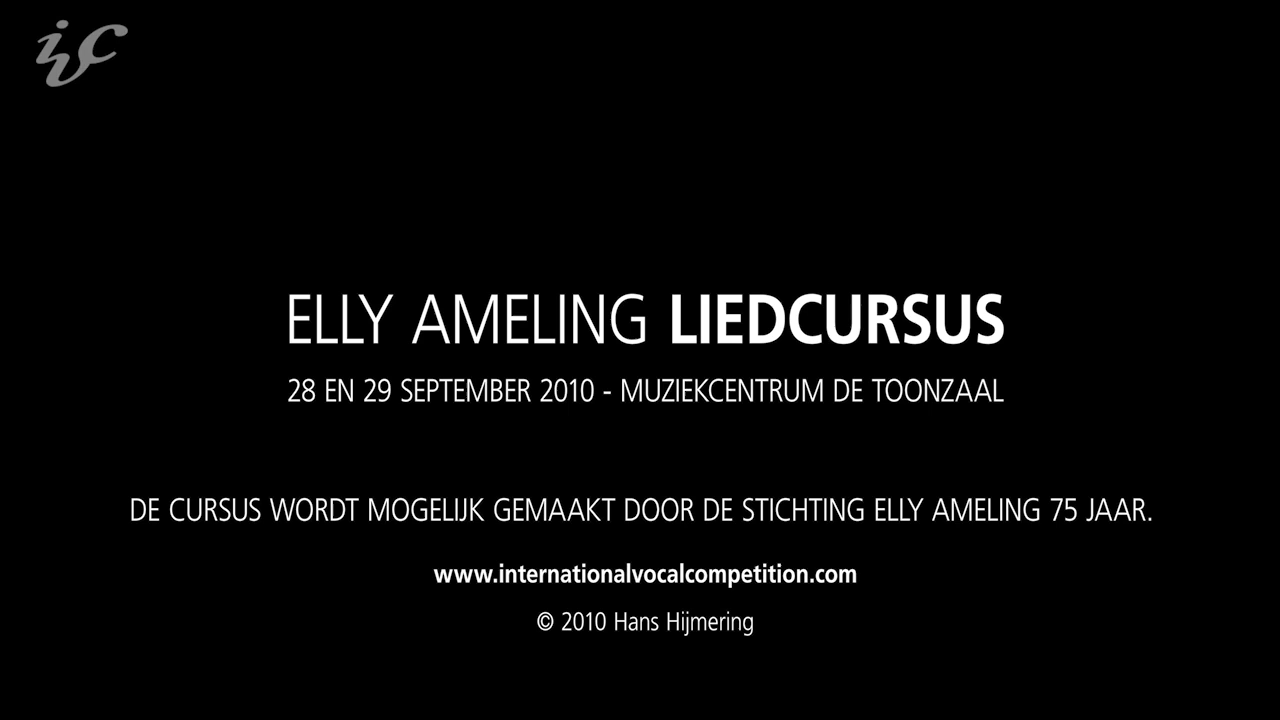 ivc
ELLY AMELING LIEDCURSUS
28 EN 29 SEPTEMBER 2010 - MUZIEKCENTRUM DE TOONZAAL
DE CURSUS WORDT MOGELIJK GEMAAKT DOOR DE STICHTING ELLY AMELING 75 JAAR.
www.internationalvocalcompetition.com
© 2010 Hans Hijmering